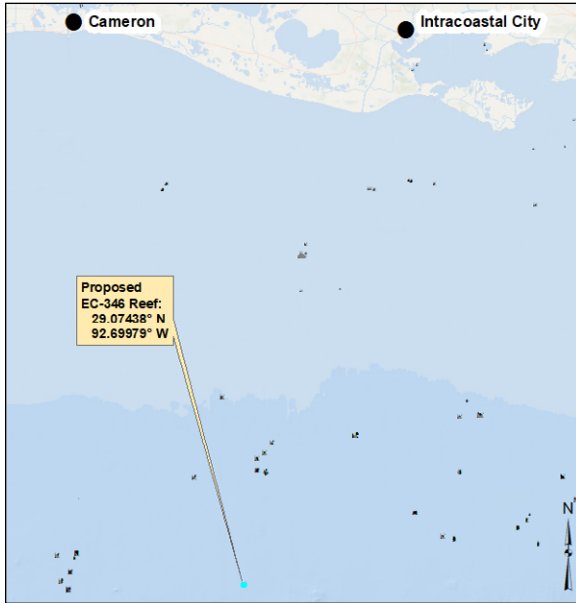 Cameron
Intracoastal City
Proposed
EC-346 Reef:
29.07438° N
92.69979° W
N